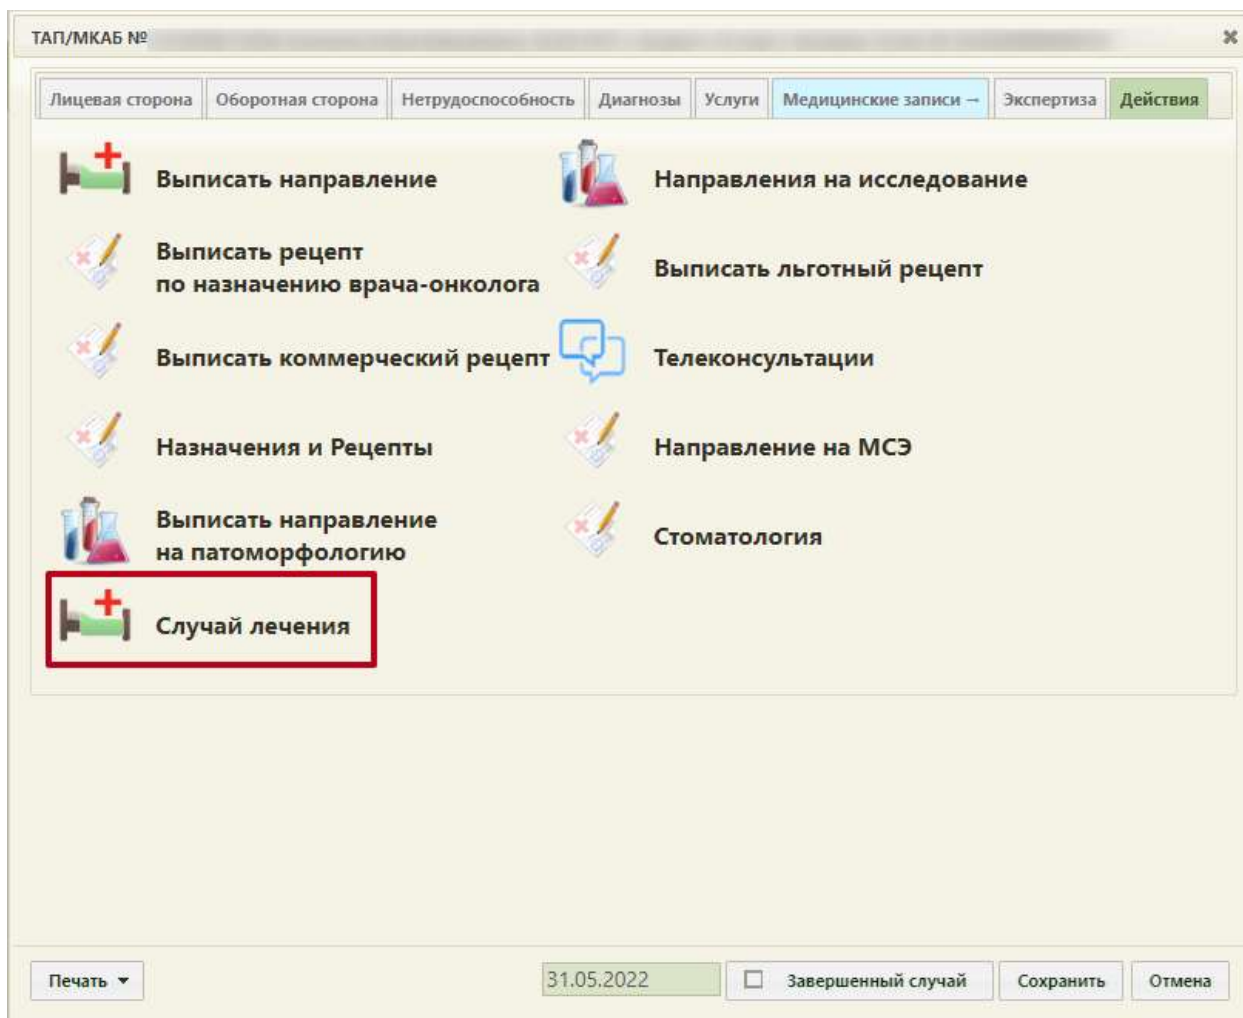 ТАП/МКАБ №
Лицевая сторона Оборотная сторона Нетрудоспособность Диагнозы Услуги Медицинские записи → Экспертиза Действия
Выписать направление
Направления на исследование
Выписать рецепт
по назначению врача-онколога
Выписать льготный рецепт
Выписать коммерческий рецепт
Телеконсультации
Назначения и Рецепты
Направление на МСЭ
Выписать направление
на патоморфологию
Стоматология
Случай лечения
Печать 31.05.2022 Завершенный случай Сохранить Отмена